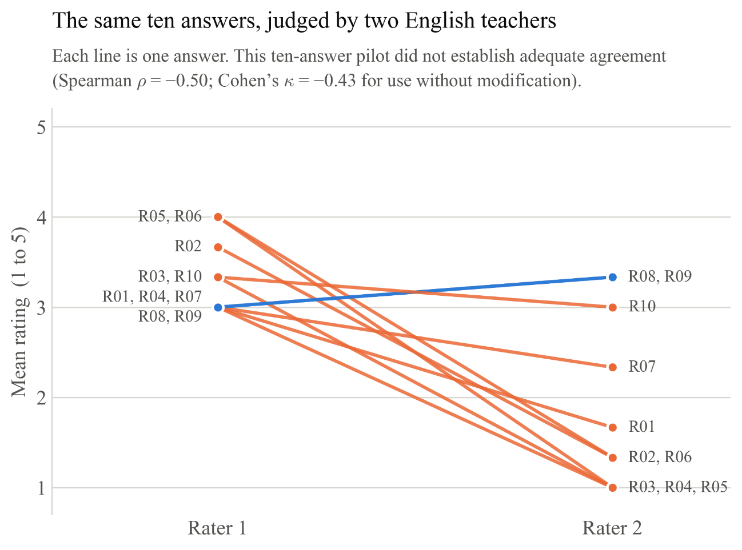 The same ten answers, judged by two English teachers
Each line is one answer. This ten-answer pilot did not establish adequate agreement
(Spearman ρ = −0.50; Cohen’s κ = −0.43 for use without modification).
Mean rating (1 to 5)
5
4
3
2
1
R05, R06
R02
R03, R10
R01, R04, R07
R08, R09
R08, R09
R10
R07
R01
R02, R06
R03, R04, R05
Rater 1
Rater 2